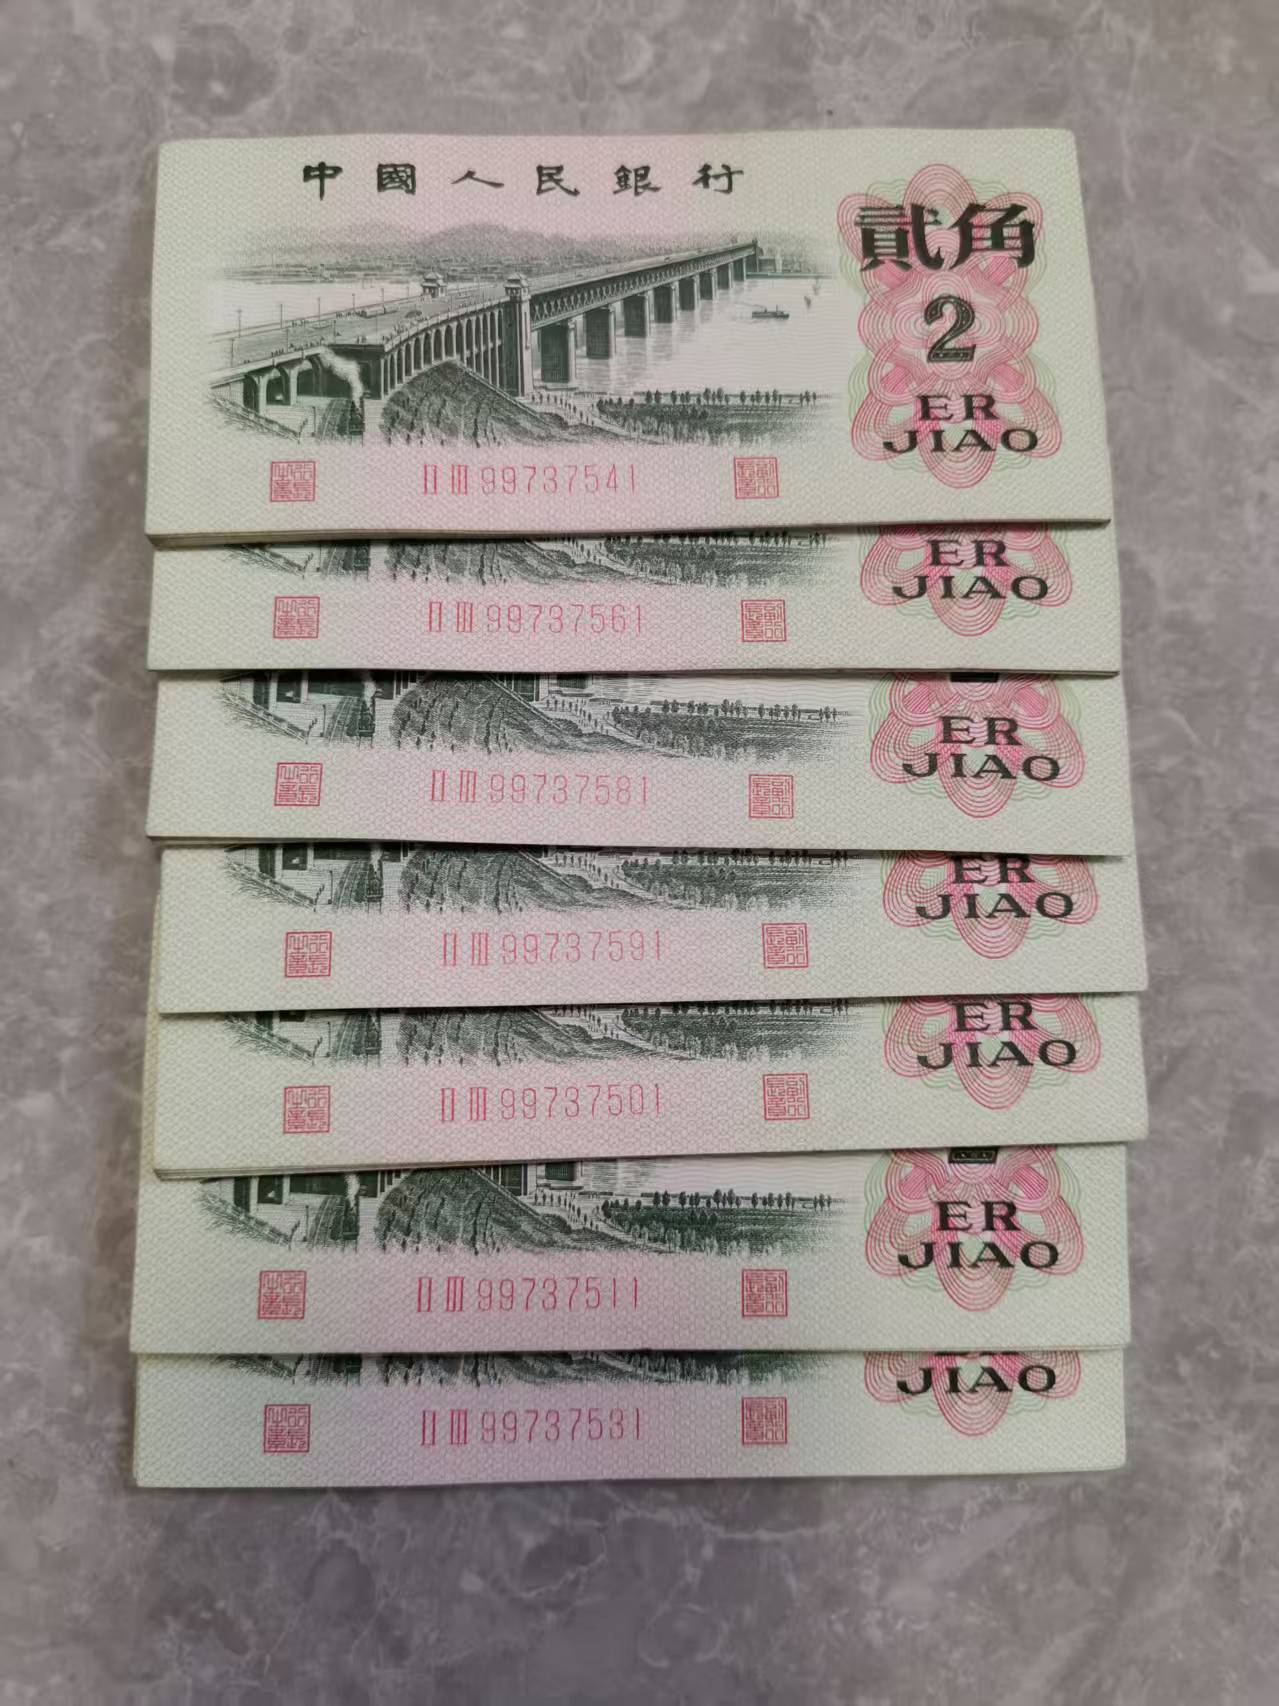 中國人民銀行
貳角
2
ER
JIAO
II III 99737541
ER
JIAO
II III 99737561
ER
JIAO
II III 99737581
ER
JIAO
II III 99737591
ER
JIAO
II III 99737501
ER
JIAO
II III 99737511
JIAO
II III 99737531